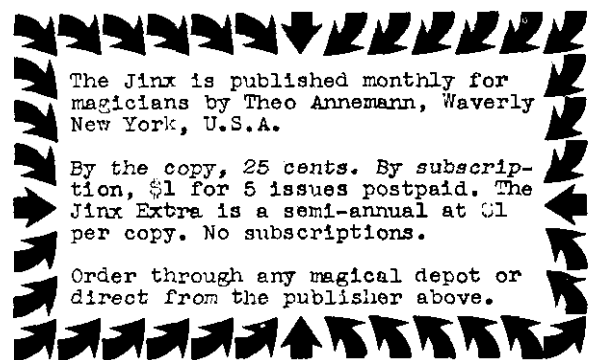 The Jinx is published monthly for
magicians by Theo Annemann, Waverly
New York, U.S.A.
By the copy, 25 cents. By subscrip-
tion, $1 for 5 issues postpaid. The
Jinx Extra is a semi-annual at $1
per copy. No subscriptions.
Order through any magical depot or
direct from the publisher above.